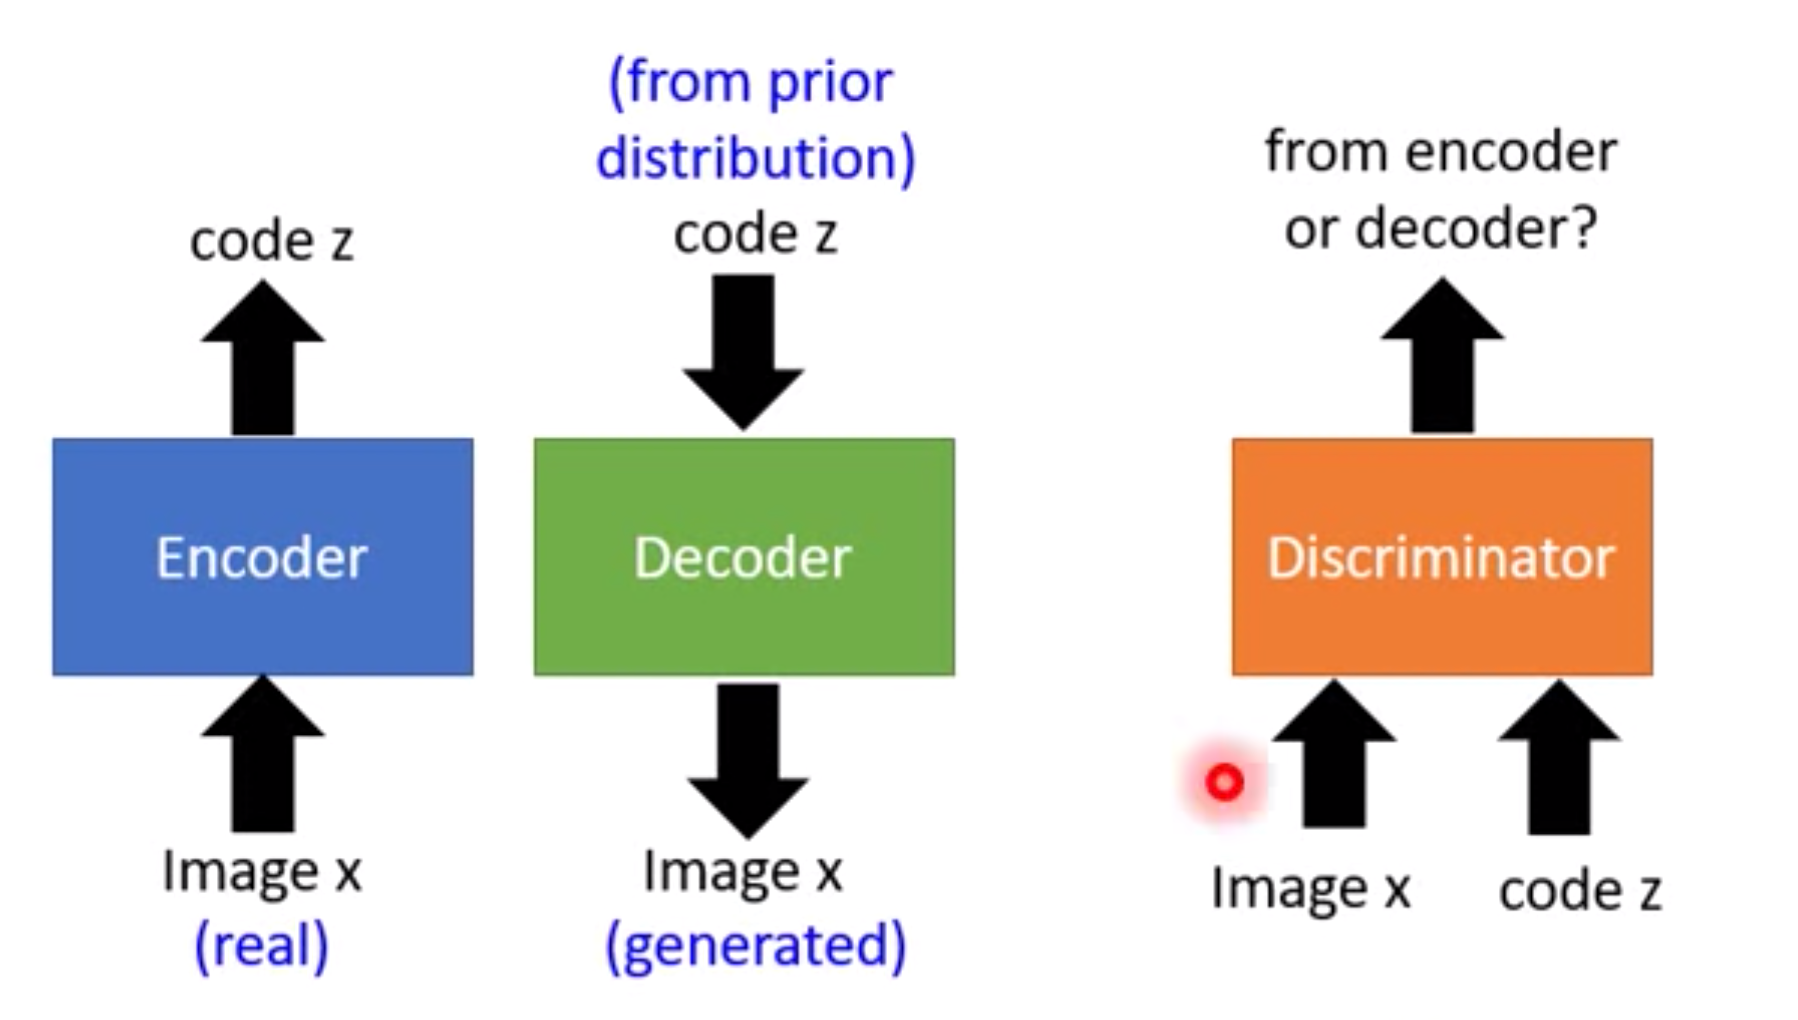 code z
Encoder
Image x
(real)
(from prior
distribution)
code z
Decoder
Image x
(generated)
from encoder
or decoder?
Discriminator
Image x
code z